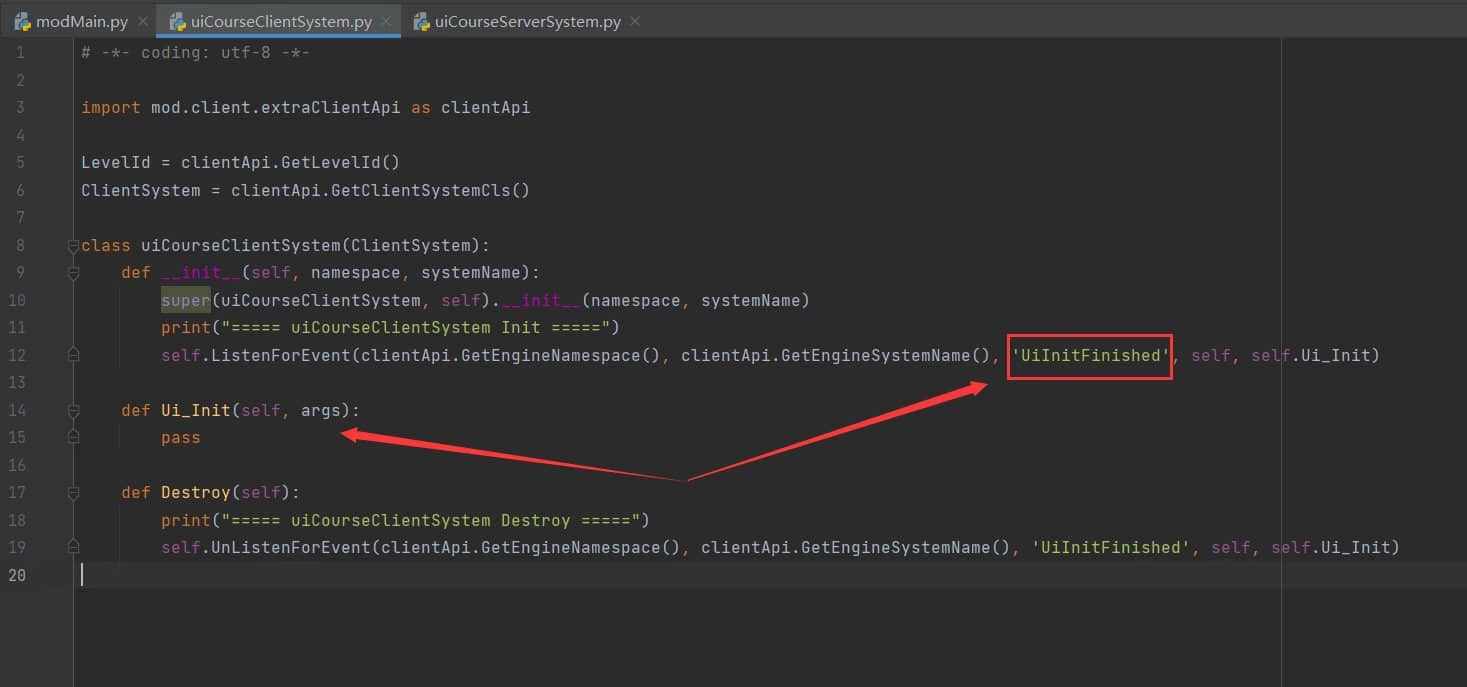 modMain.py
uiCourseClientSystem.py
uiCourseServerSystem.py
1 # -*- coding: utf-8 -*-
2
3 import mod.client.extraClientApi as clientApi
4
5 LevelId = clientApi.GetLevelId()
6 ClientSystem = clientApi.GetClientSystemCls()
7
8 class uiCourseClientSystem(ClientSystem):
9     def __init__(self, namespace, systemName):
10         super(uiCourseClientSystem, self).__init__(namespace, systemName)
11         print("===== uiCourseClientSystem Init =====")
12         self.ListenForEvent(clientApi.GetEngineNamespace(), clientApi.GetEngineSystemName(), 'UiInitFinished', self, self.Ui_Init)
13
14     def Ui_Init(self, args):
15         pass
16
17     def Destroy(self):
18         print("===== uiCourseClientSystem Destroy =====")
19         self.UnListenForEvent(clientApi.GetEngineNamespace(), clientApi.GetEngineSystemName(), 'UiInitFinished', self, self.Ui_Init)
20